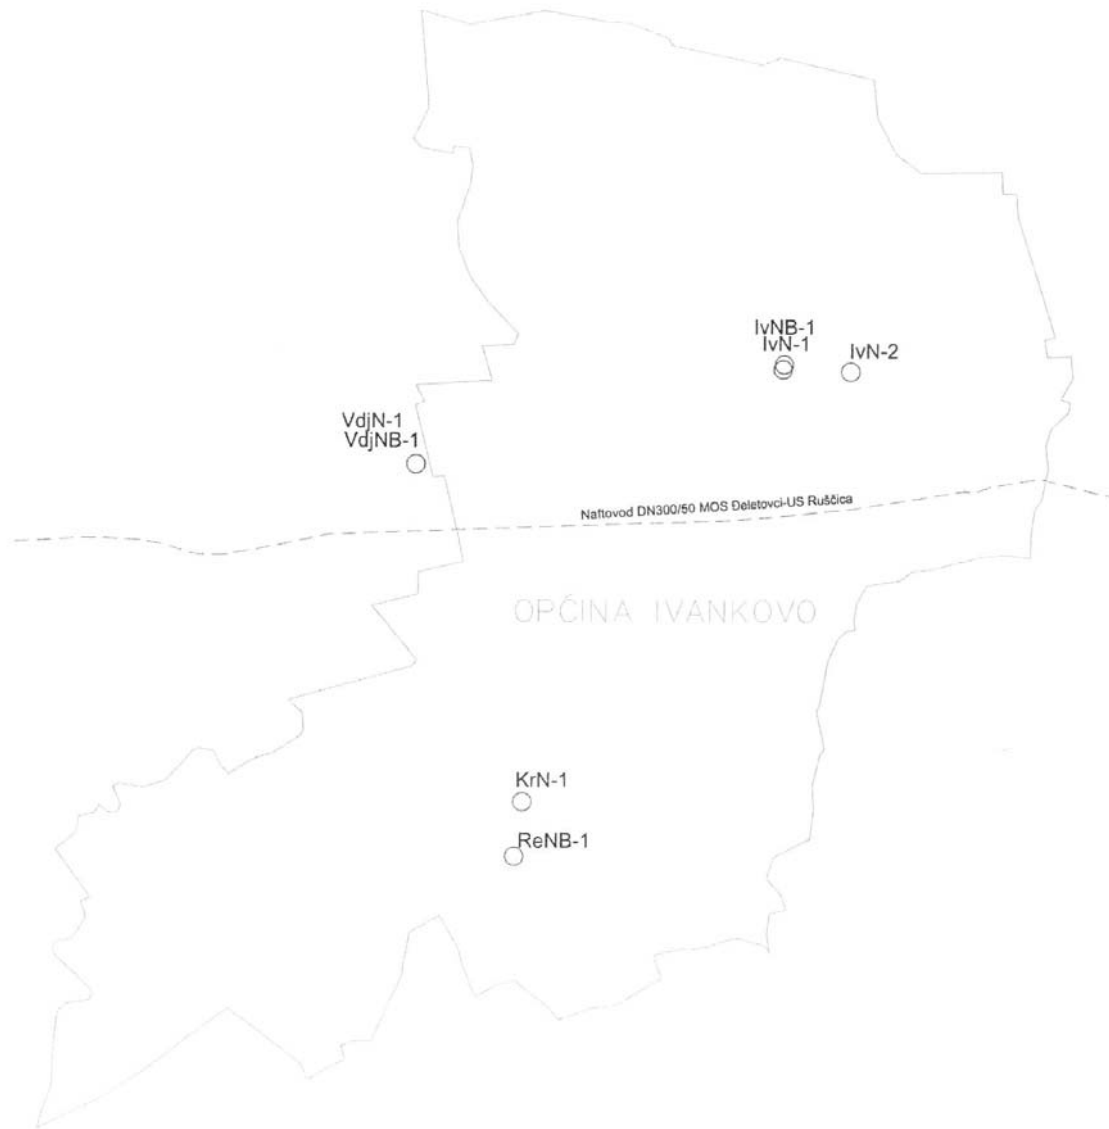 IvNB-1
IvN-1
IvN-2
VdjN-1
VdjNB-1
Naftovod DN300/50 MOS Đeletovci-US Ruščica
OPČINA IVANKOVO
KrN-1
ReNB-1